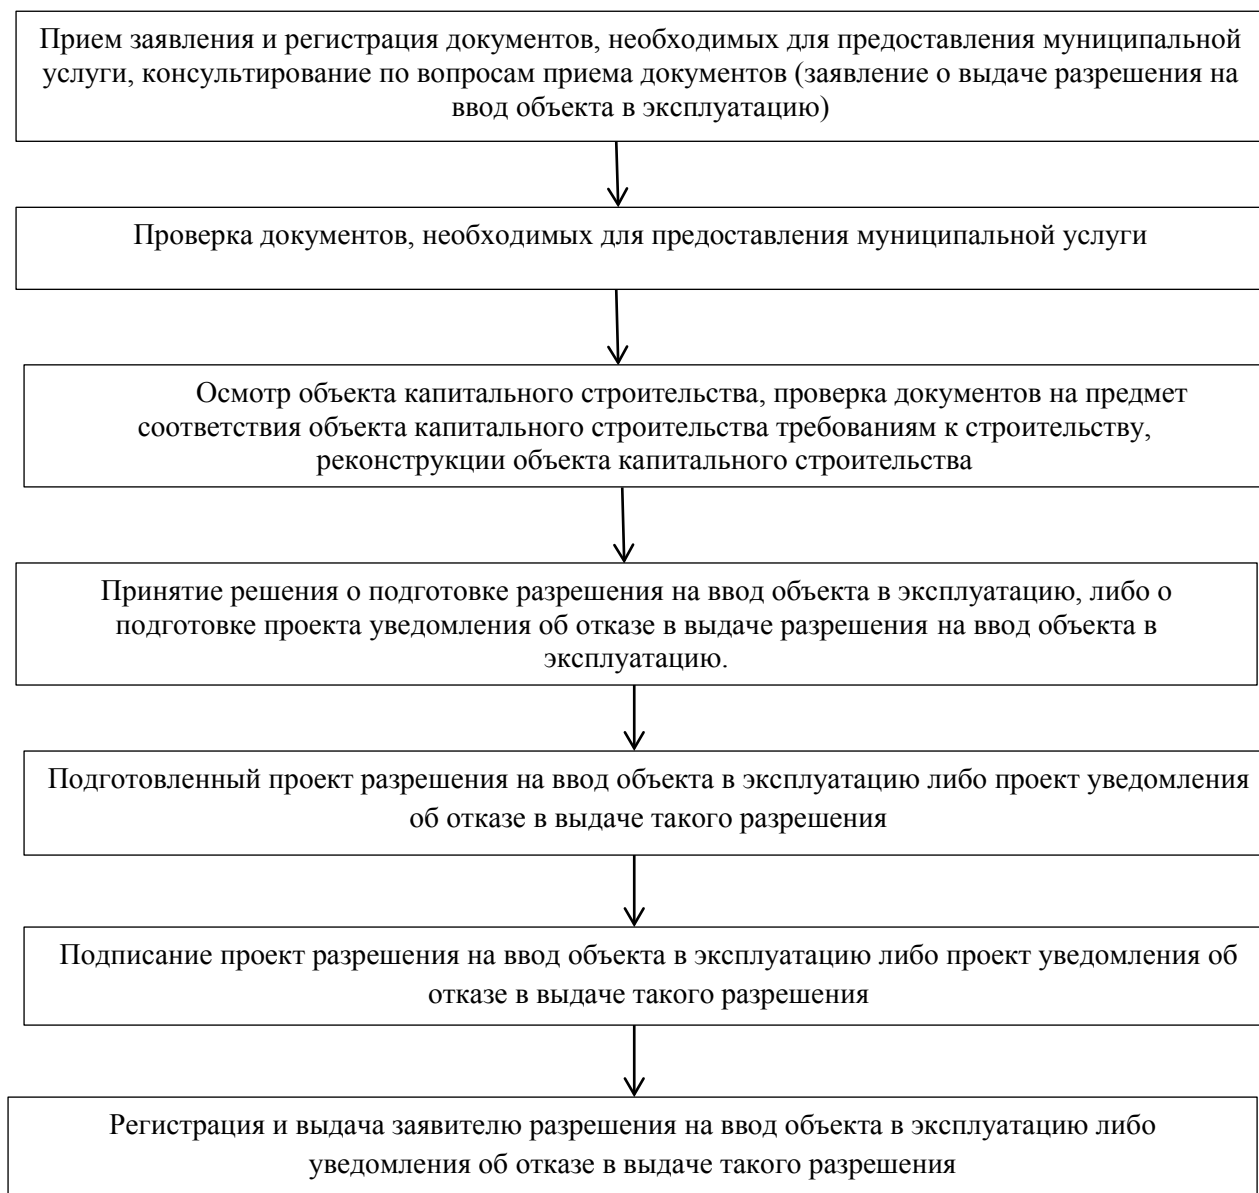 Прием заявления и регистрация документов, необходимых для предоставления муниципальной
услуги, консультирование по вопросам приема документов (заявление о выдаче разрешения на
ввод объекта в эксплуатацию)
Проверка документов, необходимых для предоставления муниципальной услуги
Осмотр объекта капитального строительства, проверка документов на предмет
соответствия объекта капитального строительства требованиям к строительству,
реконструкции объекта капитального строительства
Принятие решения о подготовке разрешения на ввод объекта в эксплуатацию, либо о
подготовке проекта уведомления об отказе в выдаче разрешения на ввод объекта в
эксплуатацию.
Подготовленный проект разрешения на ввод объекта в эксплуатацию либо проект уведомления
об отказе в выдаче такого разрешения
Подписание проект разрешения на ввод объекта в эксплуатацию либо проект уведомления об
отказе в выдаче такого разрешения
Регистрация и выдача заявителю разрешения на ввод объекта в эксплуатацию либо
уведомления об отказе в выдаче такого разрешения